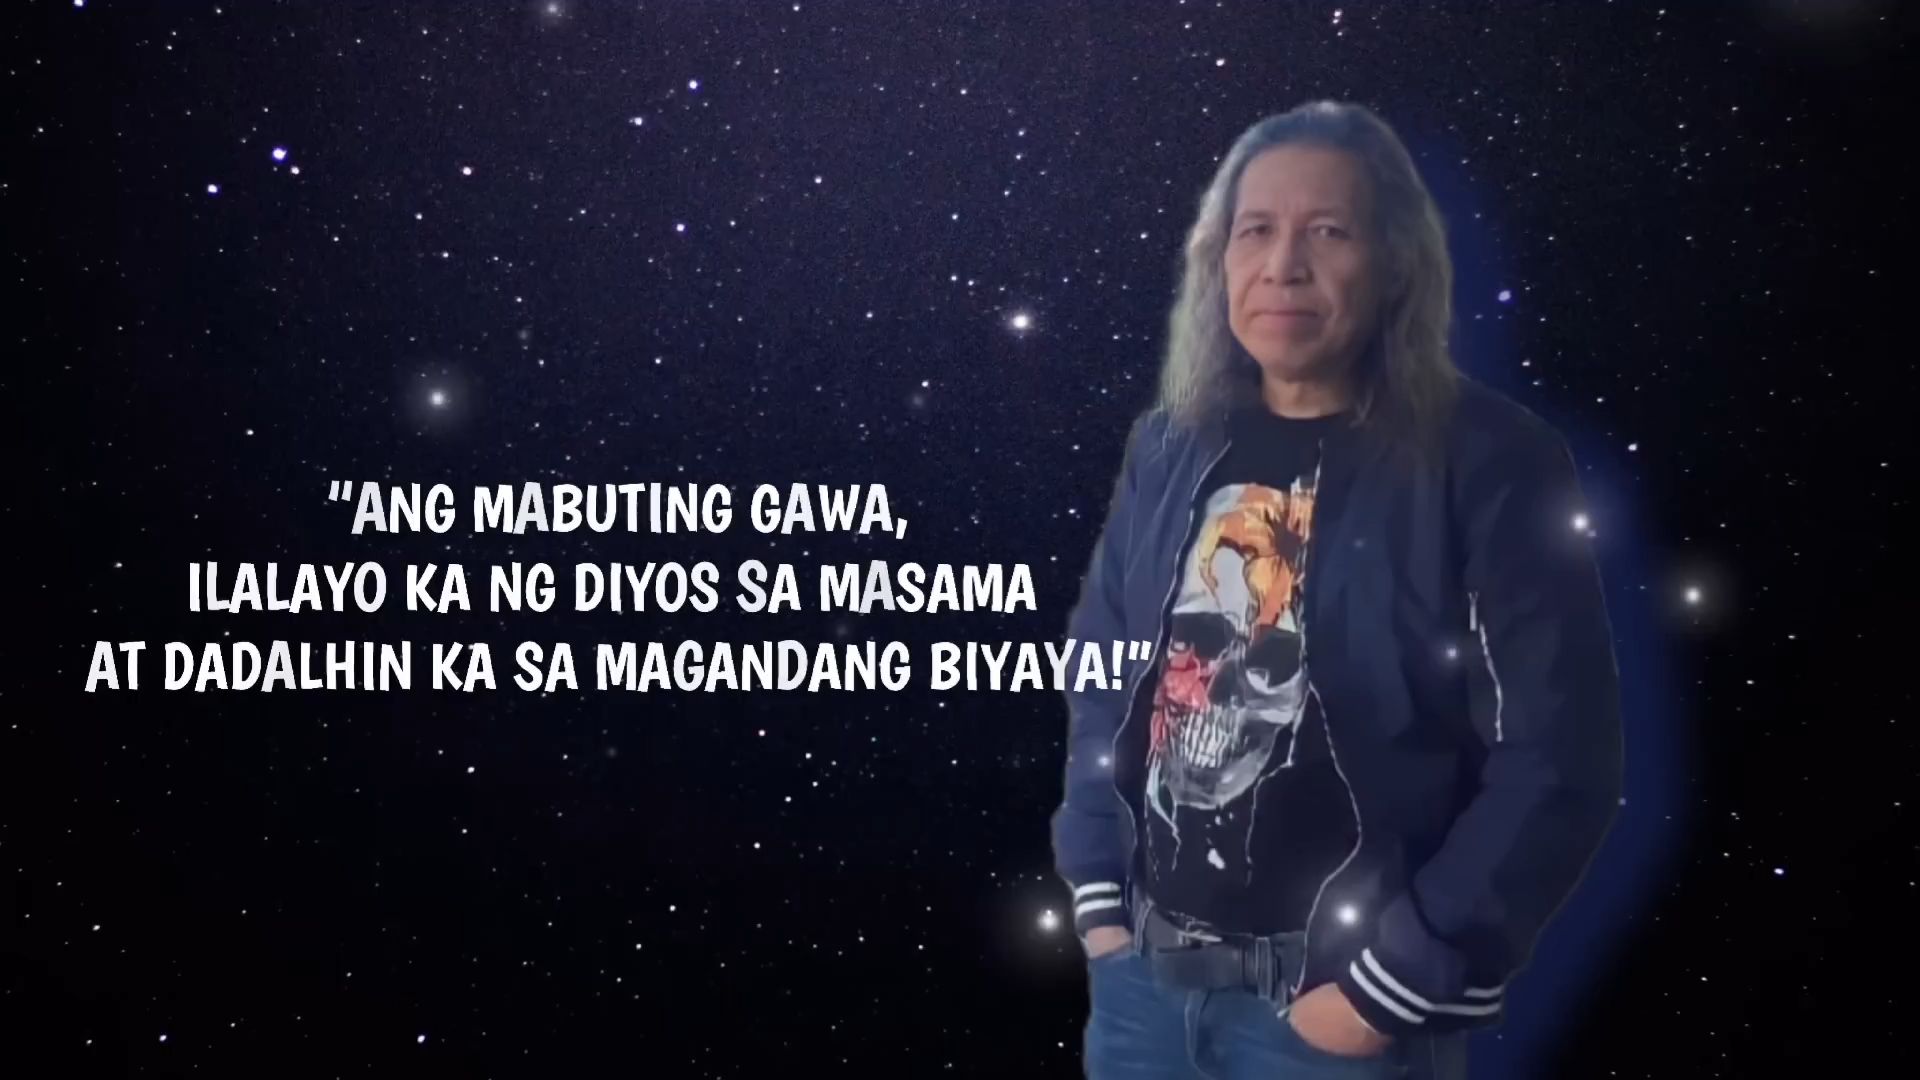 "ANG MABUTING GAWA,
ILALAYO KA NG DIYOS SA MASAMA
AT DADALHIN KA SA MAGANDANG BIYAYA!"